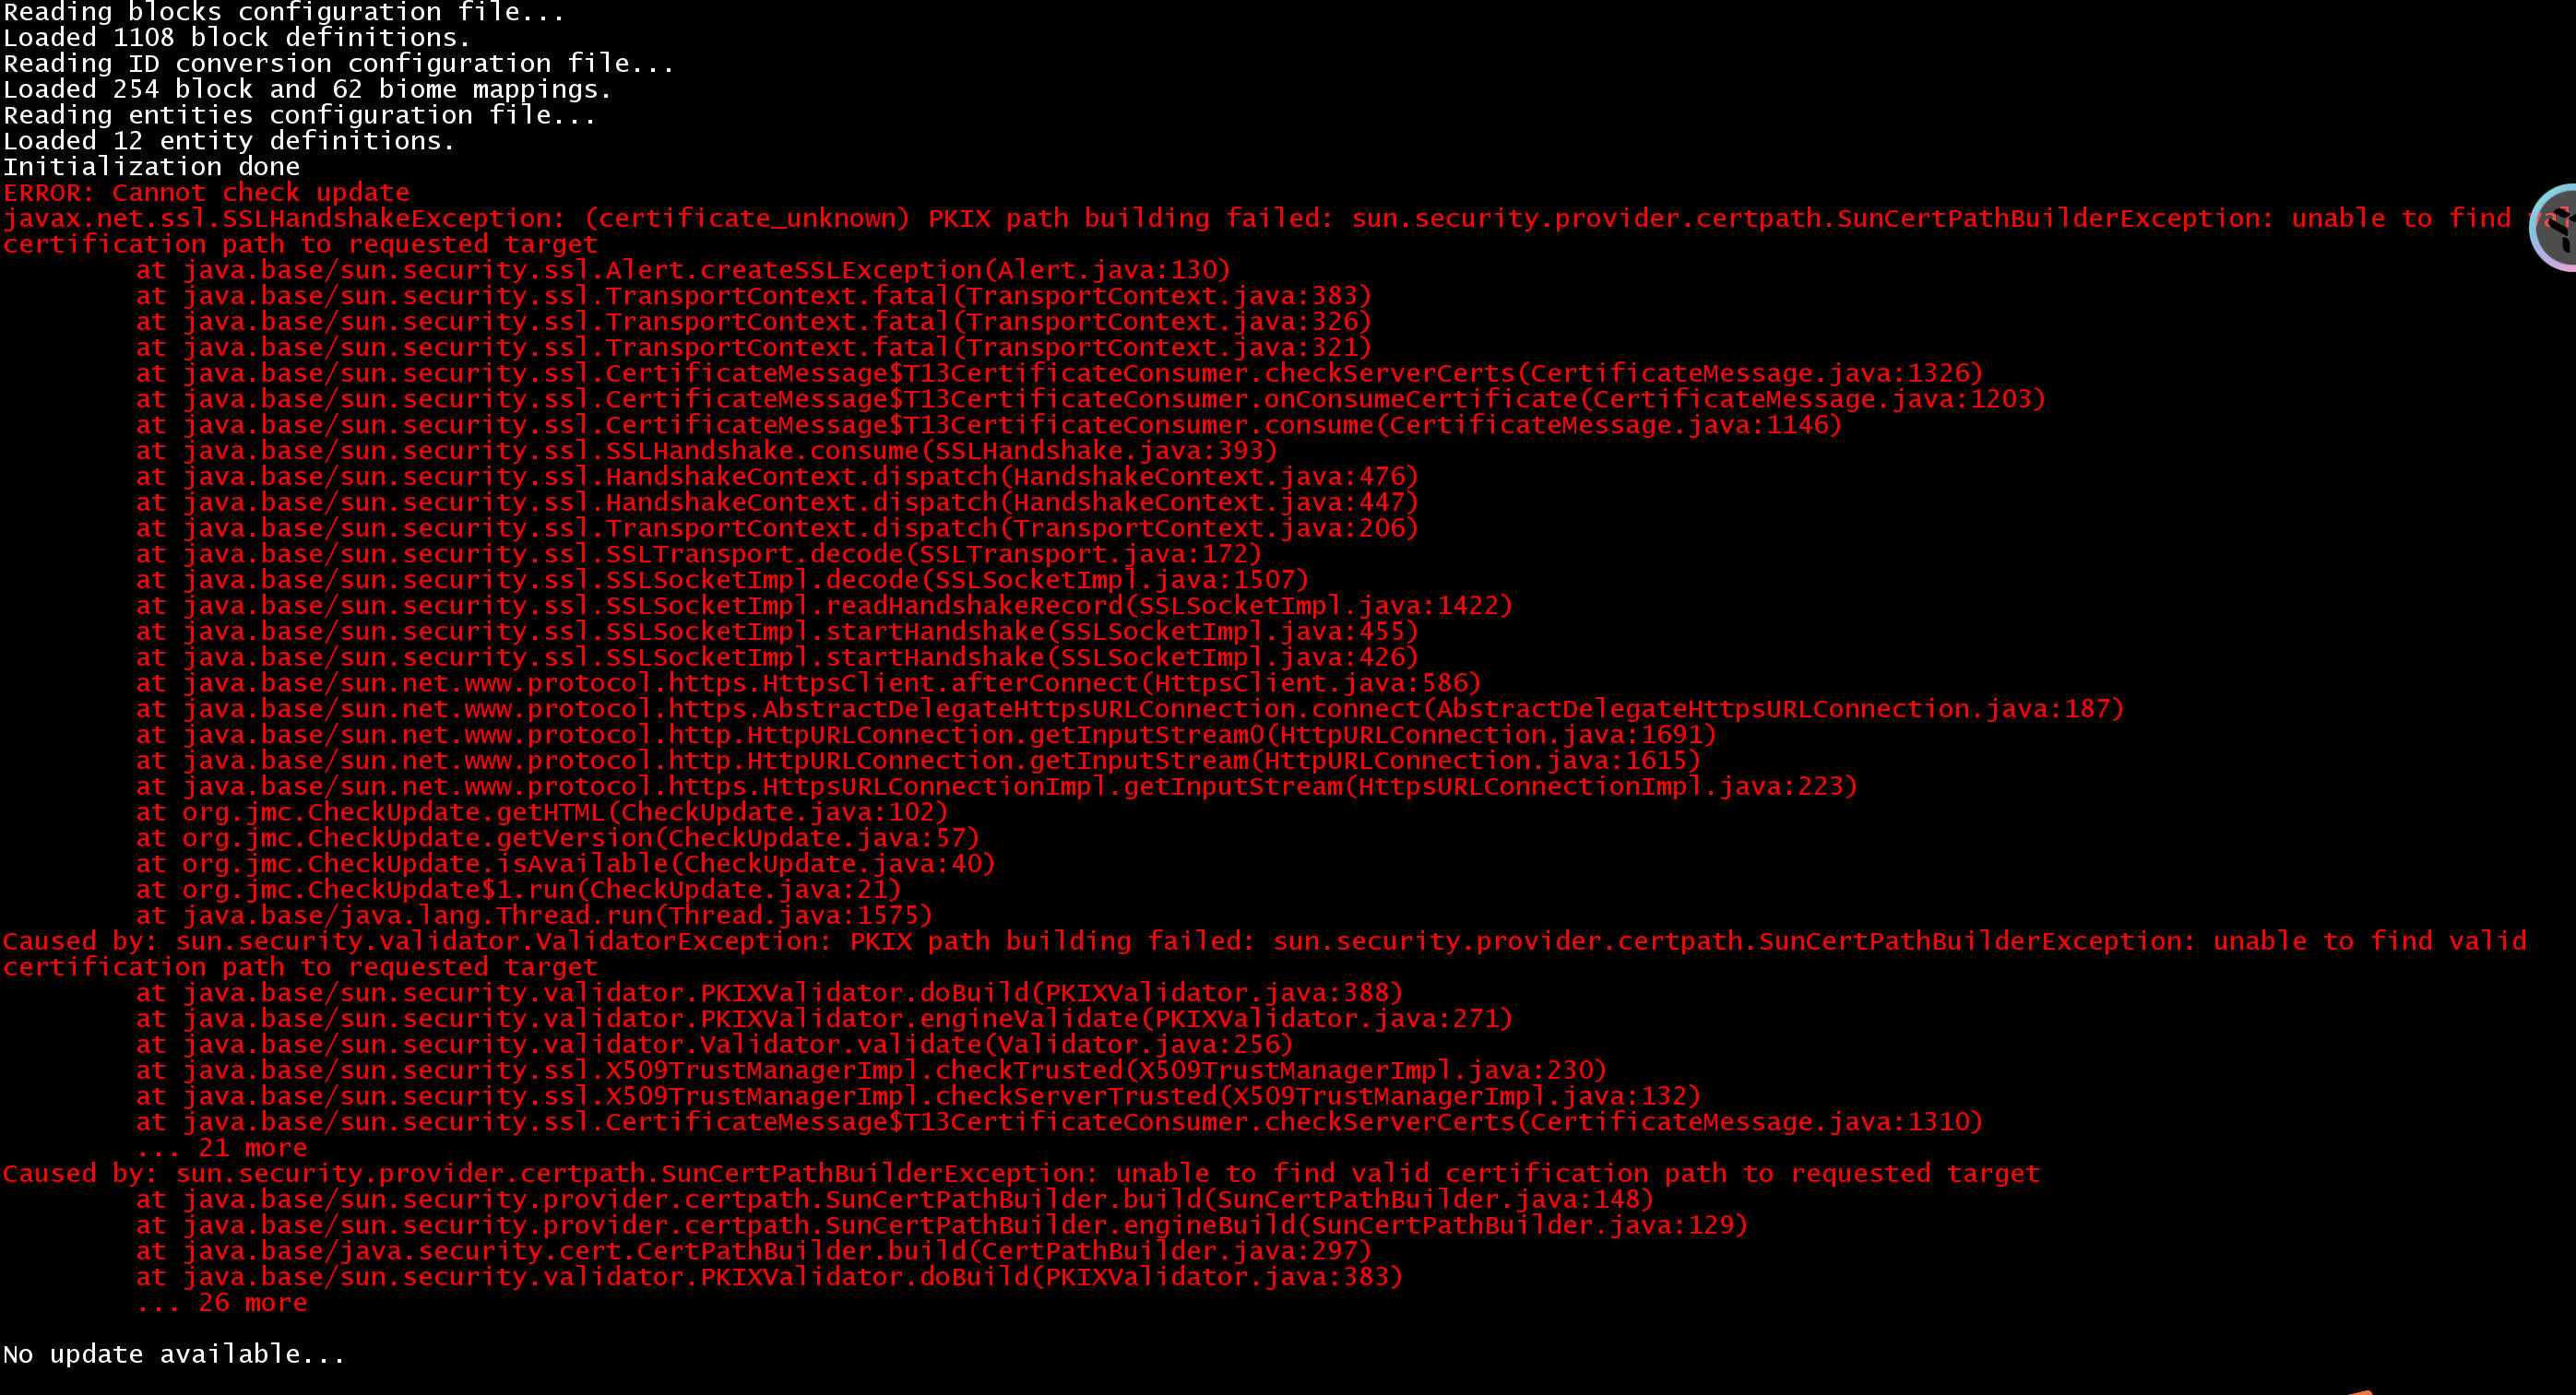 Reading blocks configuration file...
Loaded 1108 block definitions.
Reading ID conversion configuration file...
Loaded 254 block and 62 biome mappings.
Reading entities configuration file...
Loaded 12 entity definitions.
Initialization done
ERROR: Cannot check update
javax.net.ssl.SSLHandshakeException: (certificate_unknown) PKIX path building failed: sun.security.provider.certpath.SunCertPathBuilderException: unable to find
certification path to requested target
at java.base/sun.security.ssl.Alert.createSSLException(Alert.java:130)
at java.base/sun.security.ssl.TransportContext.fatal(TransportContext.java:383)
at java.base/sun.security.ssl.TransportContext.fatal(TransportContext.java:326)
at java.base/sun.security.ssl.TransportContext.fatal(TransportContext.java:321)
at java.base/sun.security.ssl.CertificateMessage$T13CertificateConsumer.checkServerCerts(CertificateMessage.java:1326)
at java.base/sun.security.ssl.CertificateMessage$T13CertificateConsumer.onConsumeCertificate(CertificateMessage.java:1203)
at java.base/sun.security.ssl.CertificateMessage$T13CertificateConsumer.consume(CertificateMessage.java:1146)
at java.base/sun.security.ssl.SSLHandshake.consume(SSLHandshake.java:393)
at java.base/sun.security.ssl.HandshakeContext.dispatch(HandshakeContext.java:476)
at java.base/sun.security.ssl.HandshakeContext.dispatch(HandshakeContext.java:447)
at java.base/sun.security.ssl.TransportContext.dispatch(TransportContext.java:206)
at java.base/sun.security.ssl.SSLTransport.decode(SSLTransport.java:172)
at java.base/sun.security.ssl.SSLSocketImpl.decode(SSLSocketImpl.java:1507)
at java.base/sun.security.ssl.SSLSocketImpl.readHandshakeRecord(SSLSocketImpl.java:1422)
at java.base/sun.security.ssl.SSLSocketImpl.startHandshake(SSLSocketImpl.java:455)
at java.base/sun.security.ssl.SSLSocketImpl.startHandshake(SSLSocketImpl.java:426)
at java.base/sun.net.www.protocol.https.HttpsClient.afterConnect(HttpsClient.java:586)
at java.base/sun.net.www.protocol.https.AbstractDelegateHttpsURLConnection.connect(AbstractDelegateHttpsURLConnection.java:187)
at java.base/sun.net.www.protocol.http.HttpURLConnection.getInputStream0(HttpURLConnection.java:1691)
at java.base/sun.net.www.protocol.http.HttpURLConnection.getInputStream(HttpURLConnection.java:1615)
at java.base/sun.net.www.protocol.https.HttpsURLConnectionImpl.getInputStream(HttpsURLConnectionImpl.java:223)
at org.jmc.CheckUpdate.getHTML(CheckUpdate.java:102)
at org.jmc.CheckUpdate.getVersion(CheckUpdate.java:57)
at org.jmc.CheckUpdate.isAvailable(CheckUpdate.java:40)
at org.jmc.CheckUpdate$1.run(CheckUpdate.java:21)
at java.base/java.lang.Thread.run(Thread.java:1575)
Caused by: sun.security.validator.ValidatorException: PKIX path building failed: sun.security.provider.certpath.SunCertPathBuilderException: unable to find valid
certification path to requested target
at java.base/sun.security.validator.PKIXValidator.doBuild(PKIXValidator.java:388)
at java.base/sun.security.validator.PKIXValidator.engineValidate(PKIXValidator.java:271)
at java.base/sun.security.validator.Validator.validate(Validator.java:256)
at java.base/sun.security.ssl.X509TrustManagerImpl.checkTrusted(X509TrustManagerImpl.java:230)
at java.base/sun.security.ssl.X509TrustManagerImpl.checkServerTrusted(X509TrustManagerImpl.java:132)
at java.base/sun.security.ssl.CertificateMessage$T13CertificateConsumer.checkServerCerts(CertificateMessage.java:1310)
... 21 more
Caused by: sun.security.provider.certpath.SunCertPathBuilderException: unable to find valid certification path to requested target
at java.base/sun.security.provider.certpath.SunCertPathBuilder.build(SunCertPathBuilder.java:148)
at java.base/sun.security.provider.certpath.SunCertPathBuilder.engineBuild(SunCertPathBuilder.java:129)
at java.base/java.security.cert.CertPathBuilder.build(CertPathBuilder.java:297)
at java.base/sun.security.validator.PKIXValidator.doBuild(PKIXValidator.java:383)
... 26 more
No update available...